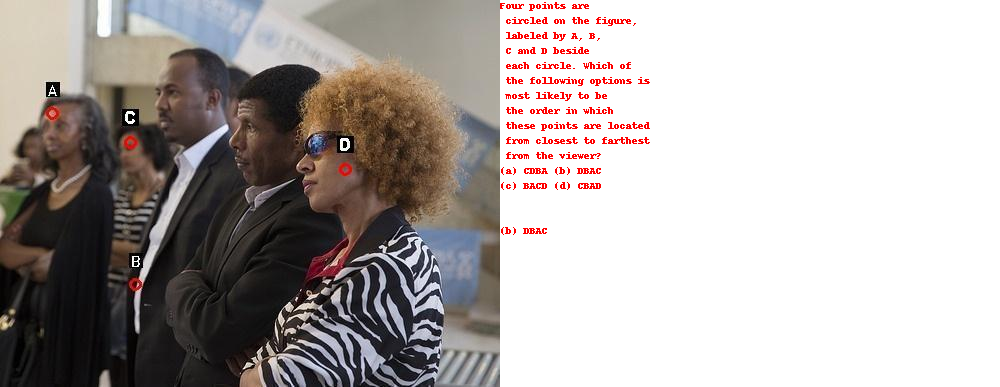 A
C
D
B
Four points are
circled on the figure,
labeled by A, B,
C and D beside
each circle. Which of
the following options is
most likely to be
the order in which
these points are located
from closest to farthest
from the viewer?
(a) CDBA (b) DBAC
(c) BACD (d) CBAD
(b) DBAC